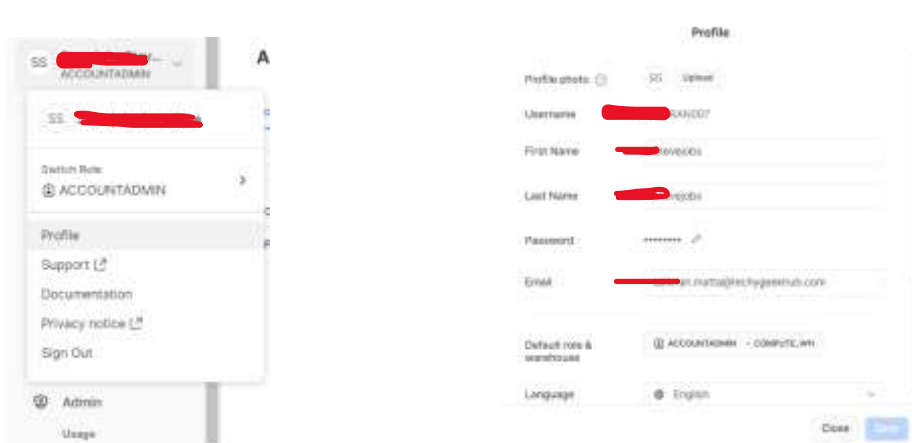 SS
ACCOUNTADMIN
A
SS
Switch Role
ACCOUNTADMIN
Profile
Support
Documentation
Privacy notice
Sign Out
Admin
Usage
Profile
Profile photo
SS Upload
Username
First Name
Last Name
Password ••••••••
Email
Default role & warehouse
ACCOUNTADMIN - COMPUTE_WH
Language English
Close Save